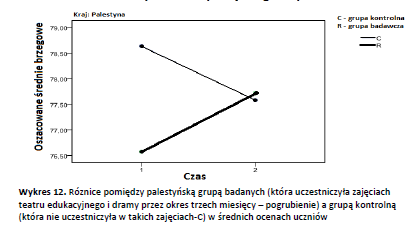 Kraj: Palestyna
C - grupa kontrolna
R - grupa badawcza
C
R
Oszacowane średnie brzegowe
79,00
78,50
78,00
77,50
77,00
76,50
1
2
Czas
Wykres 12. Różnice pomiędzy palestyńską grupą badanych (która uczestniczyła zajęciach
teatru edukacyjnego i dramy przez okres trzech miesięcy – pogrubienie) a grupą kontrolną
(która nie uczestniczyła w takich zajęciach-C) w średnich ocenach uczniów